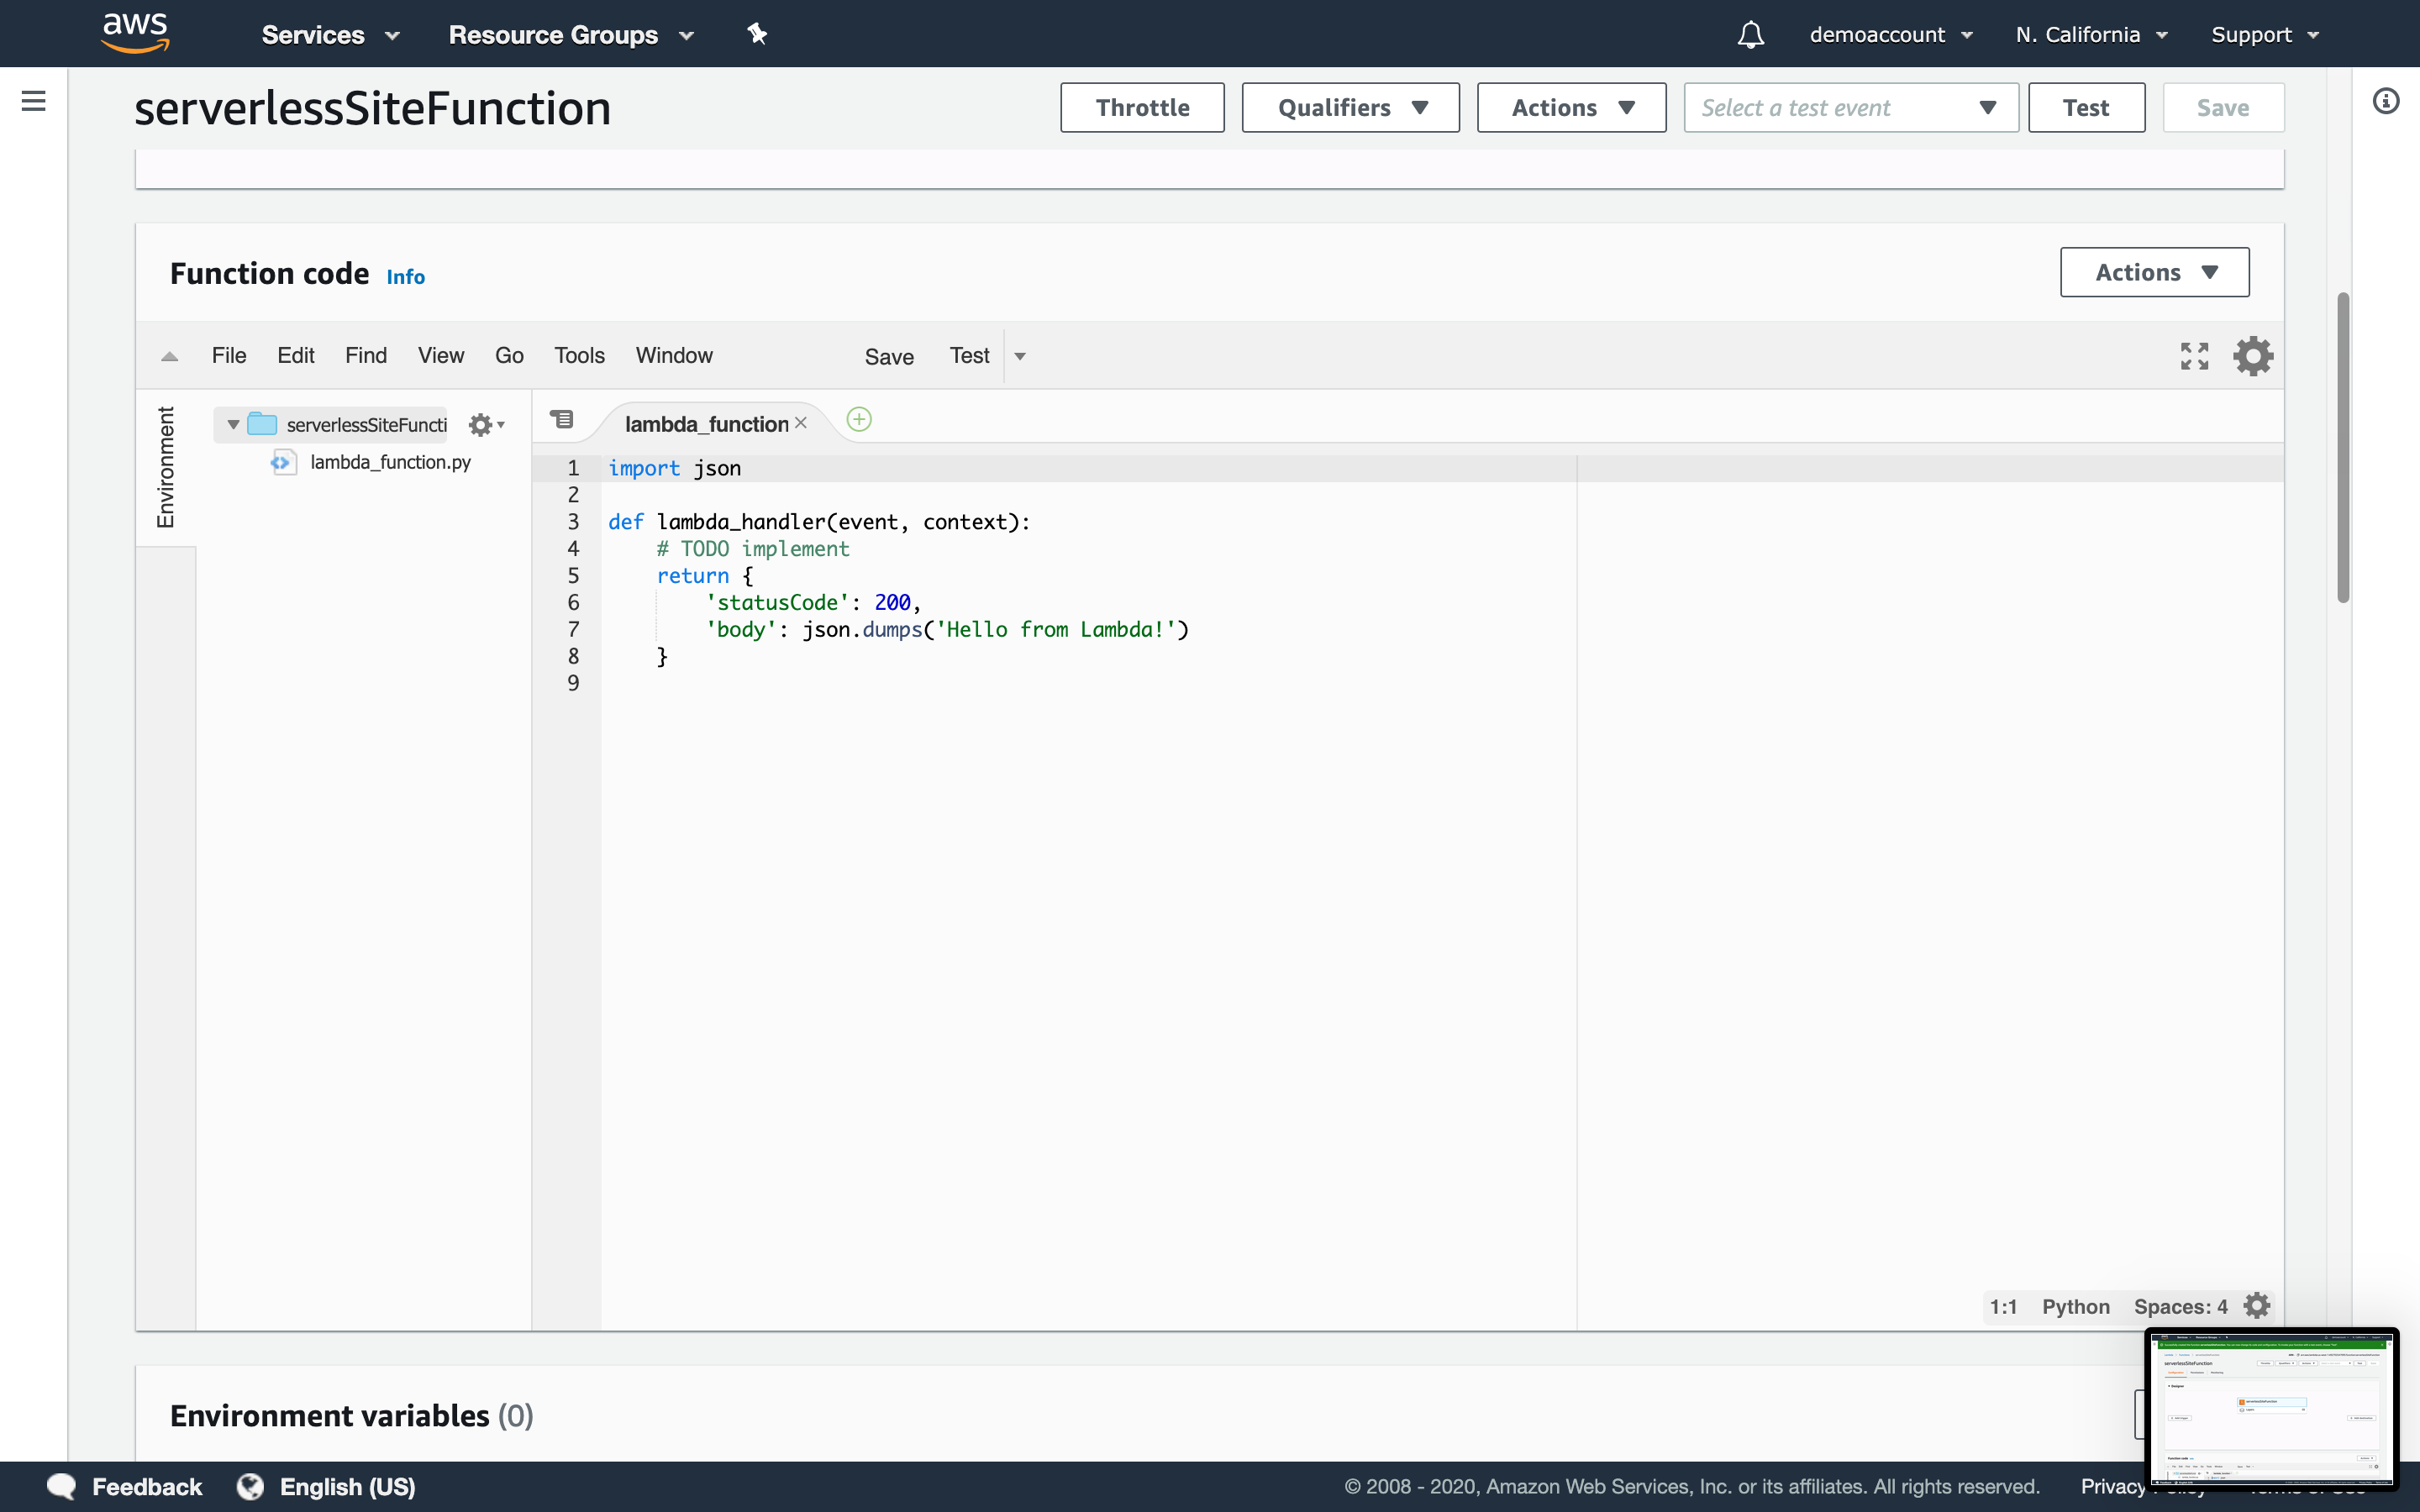 aws Services Resource Groups demoaccount N. California Support
serverlessSiteFunction Throttle Qualifiers Actions Select a test event Test Save
Function code Info Actions
File Edit Find View Go Tools Window Save Test
Environment
serverlessSiteFuncti
lambda_function.py
lambda_function
1 import json
2
3 def lambda_handler(event, context):
4 # TODO implement
5 return {
6 'statusCode': 200,
7 'body': json.dumps('Hello from Lambda!')
8 }
9
1:1 Python Spaces: 4
Environment variables (0)
Feedback English (US) © 2008 - 2020, Amazon Web Services, Inc. or its affiliates. All rights reserved. Privacy
serverlessSiteFunction